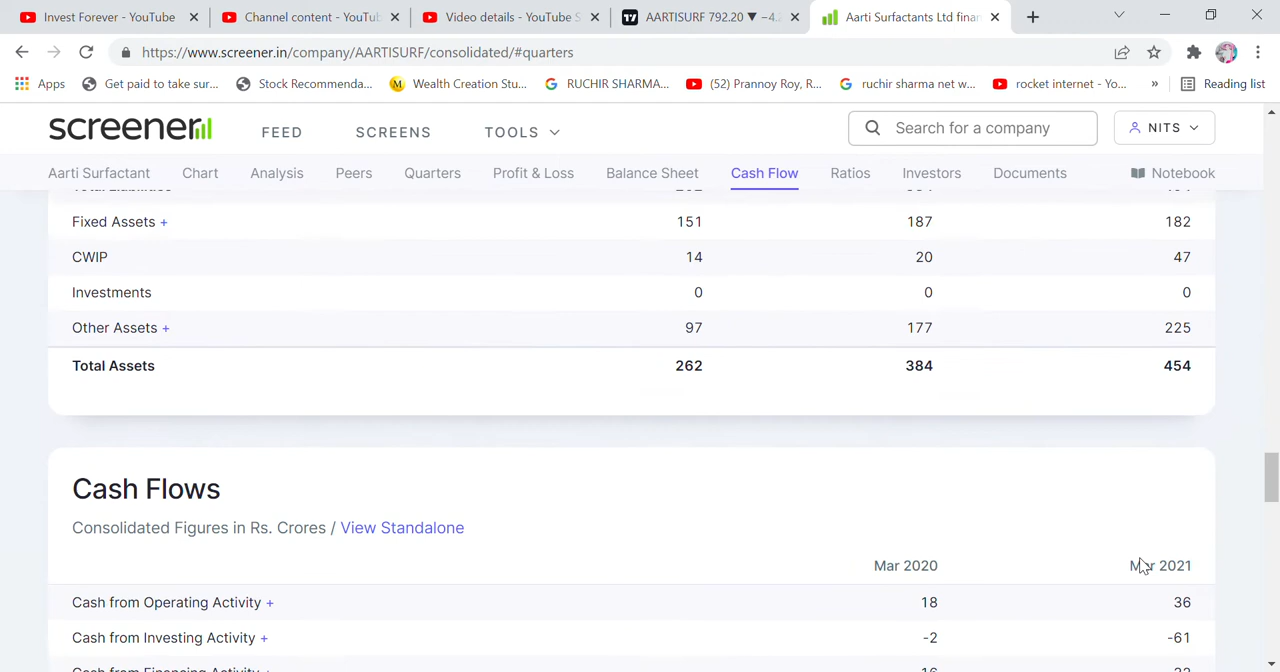 Invest Forever - YouTube
Channel content - YouTu
Video details - YouTube S
AARTISURF 792.20 ▼ −4.
Aarti Surfactants Ltd finan
https://www.screener.in/company/AARTISURF/consolidated/#quarters
Apps
Get paid to take sur...
Stock Recommenda...
M
Wealth Creation Stu...
RUCHIR SHARMA...
(52) Prannoy Roy, R...
ruchir sharma net w...
rocket internet - Yo...
»
Reading list
screener
FEED
SCREENS
TOOLS
Search for a company
NITS
Aarti Surfactant
Chart
Analysis
Peers
Quarters
Profit & Loss
Balance Sheet
Cash Flow
Ratios
Investors
Documents
Notebook
Fixed Assets + 151 187 182
CWIP 14 20 47
Investments 0 0 0
Other Assets + 97 177 225
Total Assets 262 384 454
Cash Flows
Consolidated Figures in Rs. Crores / View Standalone
Mar 2020 Mar 2021
Cash from Operating Activity + 18 36
Cash from Investing Activity + -2 -61